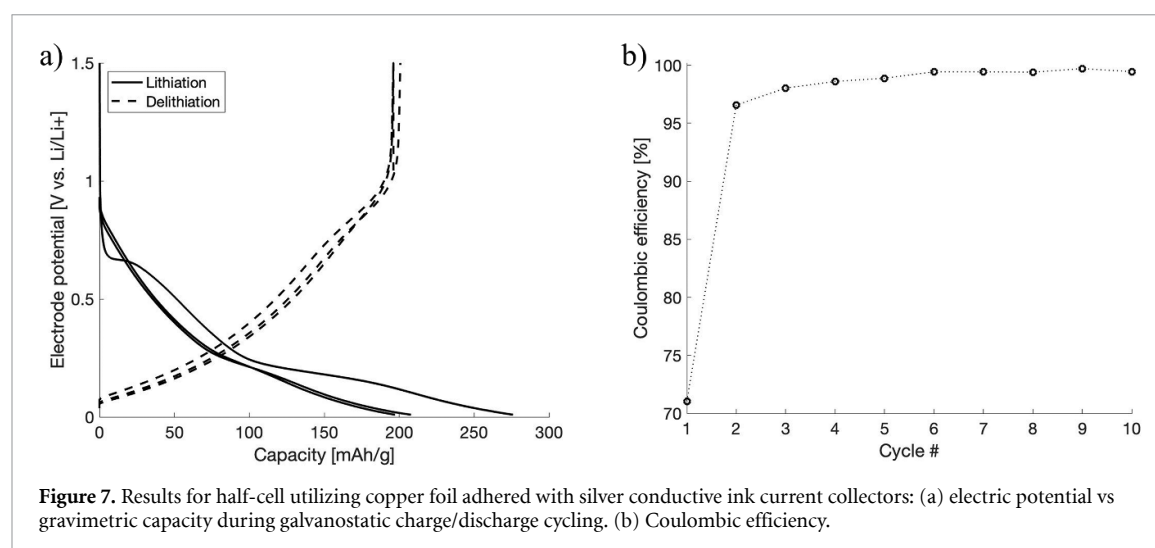 a)
1.5
Lithiation
Delithiation
1
0.5
0
Electrode potential [V vs. Li/Li+]
0 50 100 150 200 250 300
Capacity [mAh/g]
b)
100
95
90
85
80
75
70
Coulombic efficiency [%]
1 2 3 4 5 6 7 8 9 10
Cycle #
Figure 7. Results for half-cell utilizing copper foil adhered with silver conductive ink current collectors: (a) electric potential vs
gravimetric capacity during galvanostatic charge/discharge cycling. (b) Coulombic efficiency.